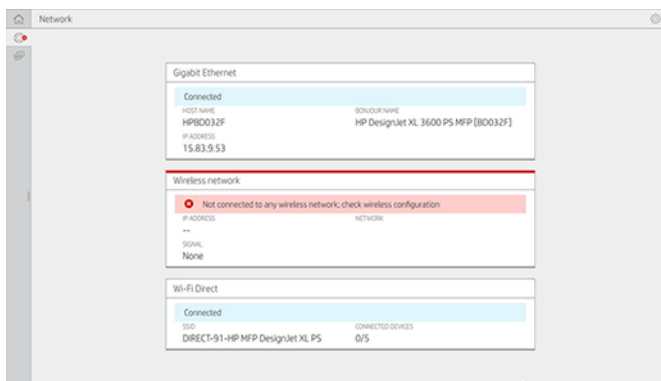 Network
Gigabit Ethernet
Connected
HOST NAME BONJOUR NAME
HPBD032F HP DesignJet XL 3600 PS MFP [BD032F]
IP ADDRESS
15.83.9.53
Wireless network
Not connected to any wireless network; check wireless configuration
IP ADDRESS NETWORK
--
SIGNAL
None
Wi-Fi Direct
Connected
SSID CONNECTED DEVICES
DIRECT-91-HP MFP DesignJet XL PS 0/5